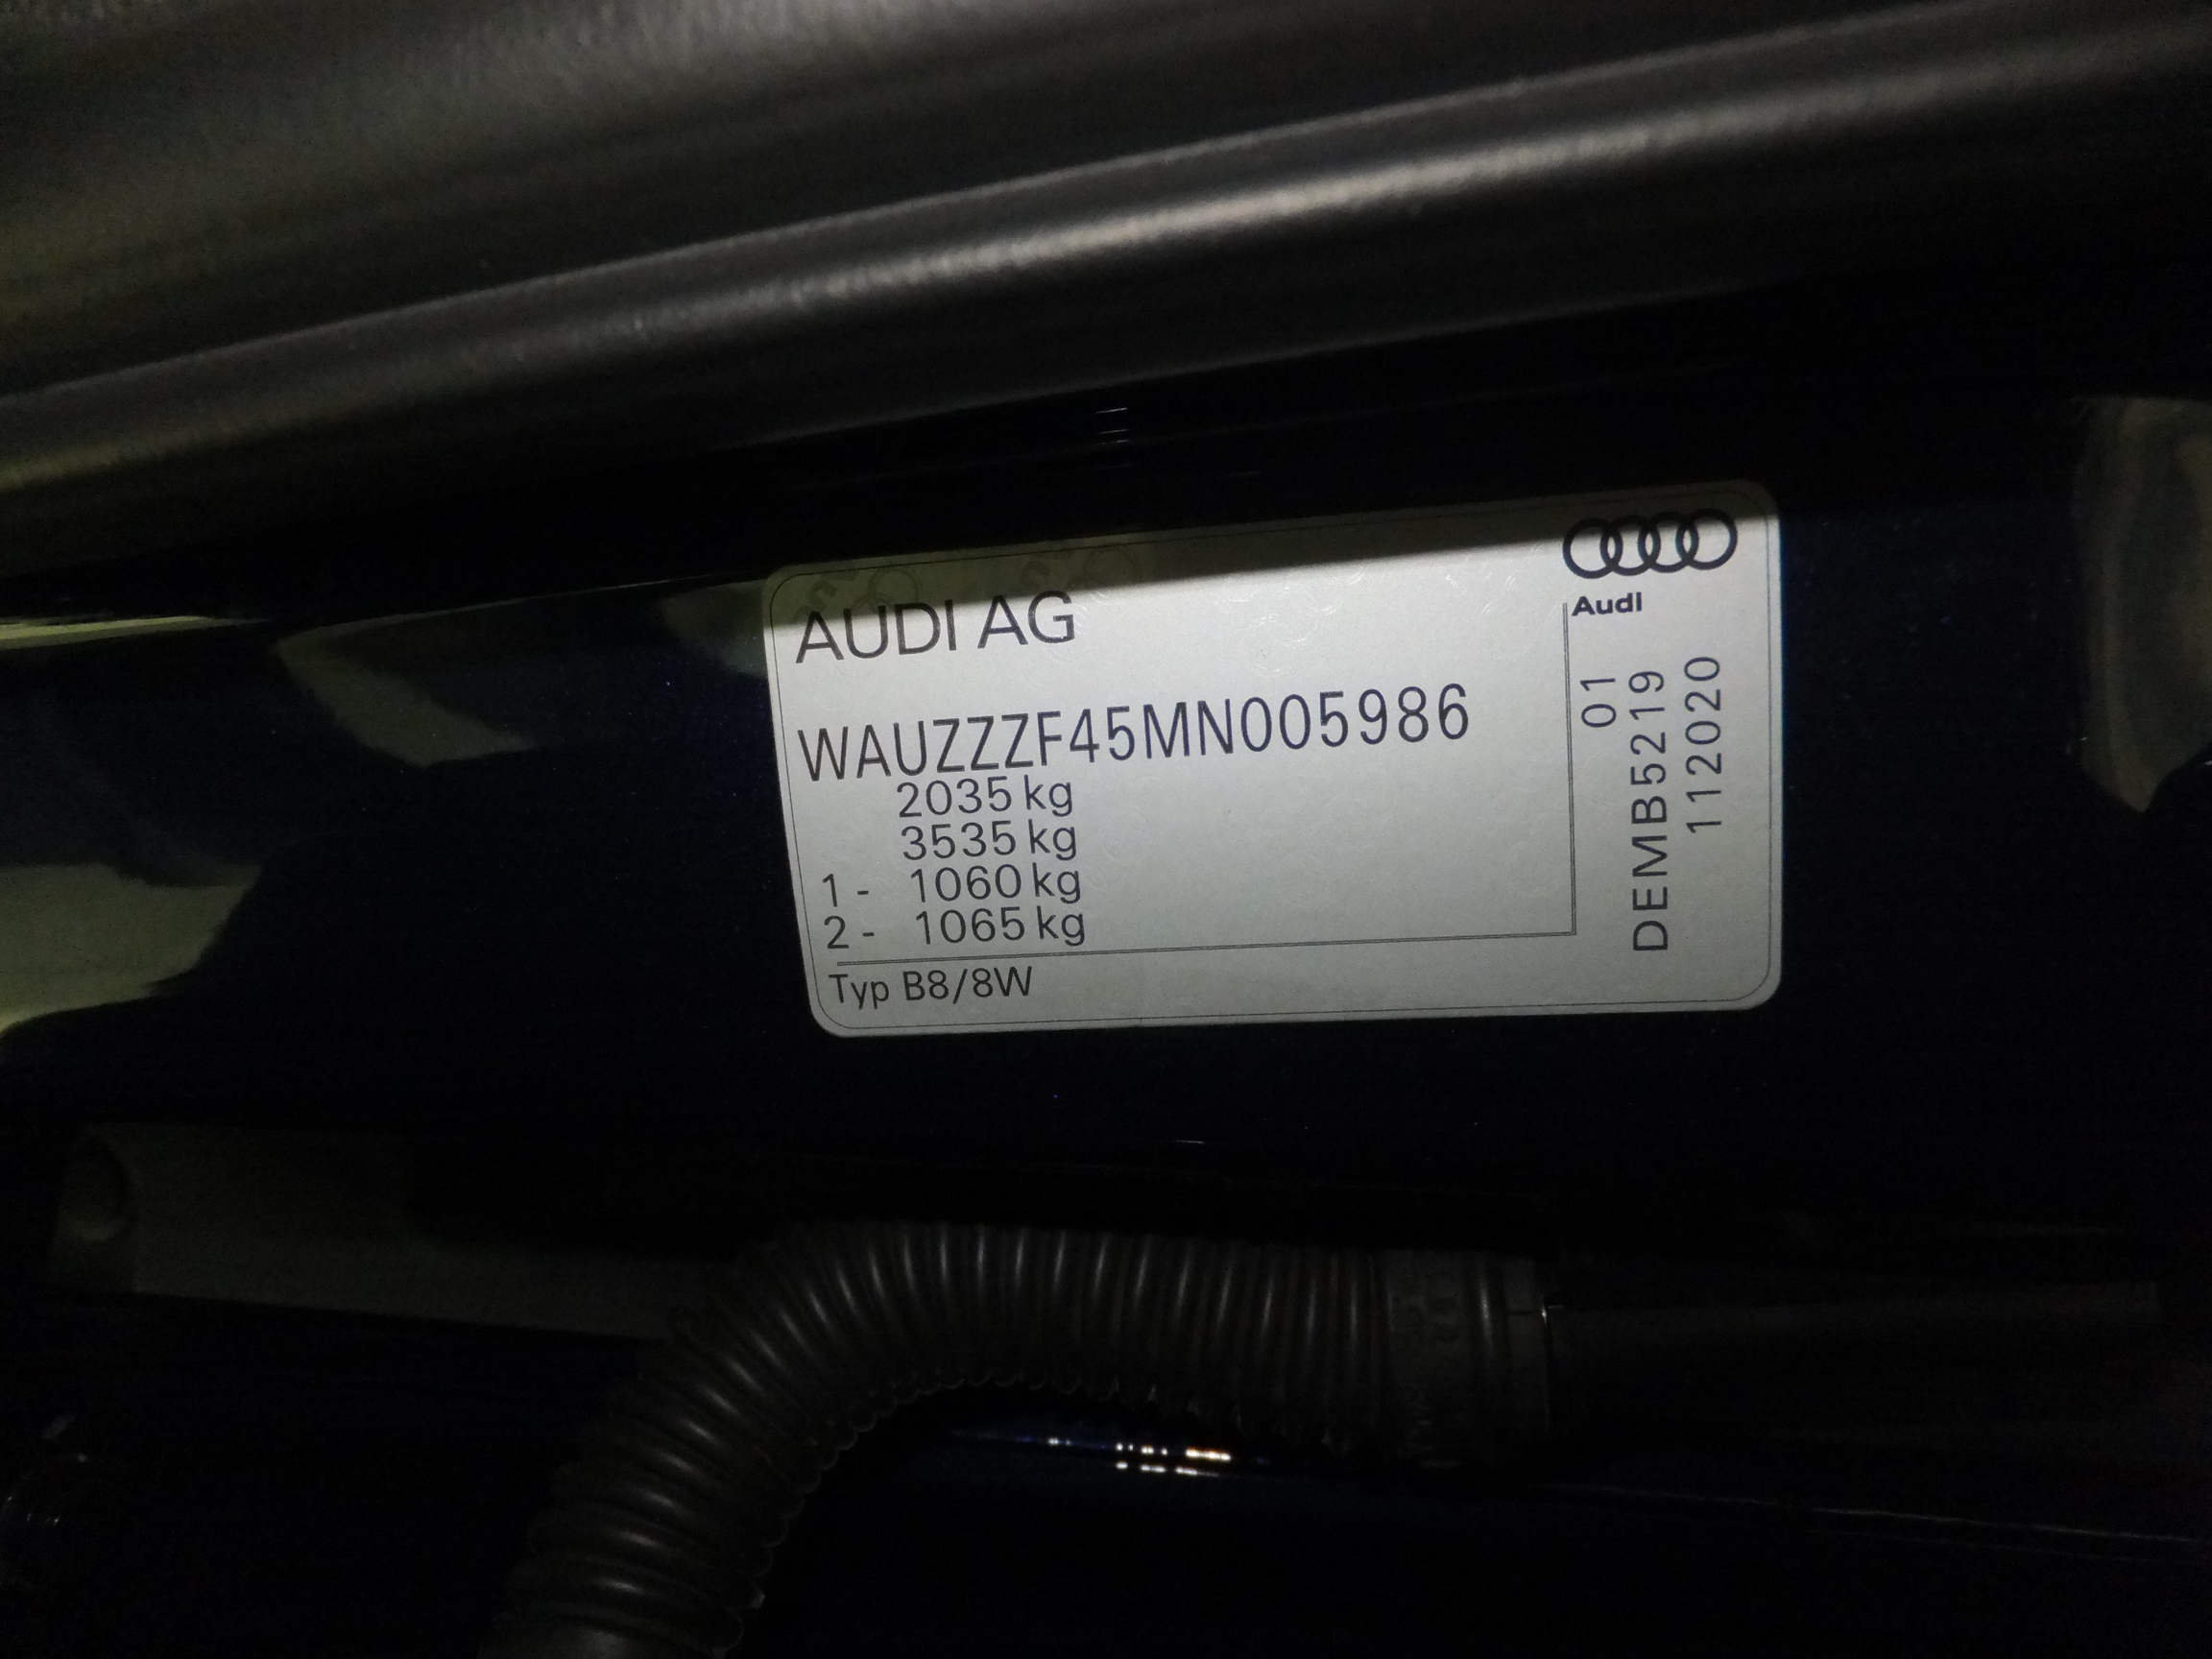 AUDI AG
WAUZZZF45MN005986
2035 kg
3535 kg
1 - 1060 kg
2 - 1065 kg
Typ B8/8W
Audi
01
DEMB5219
112020